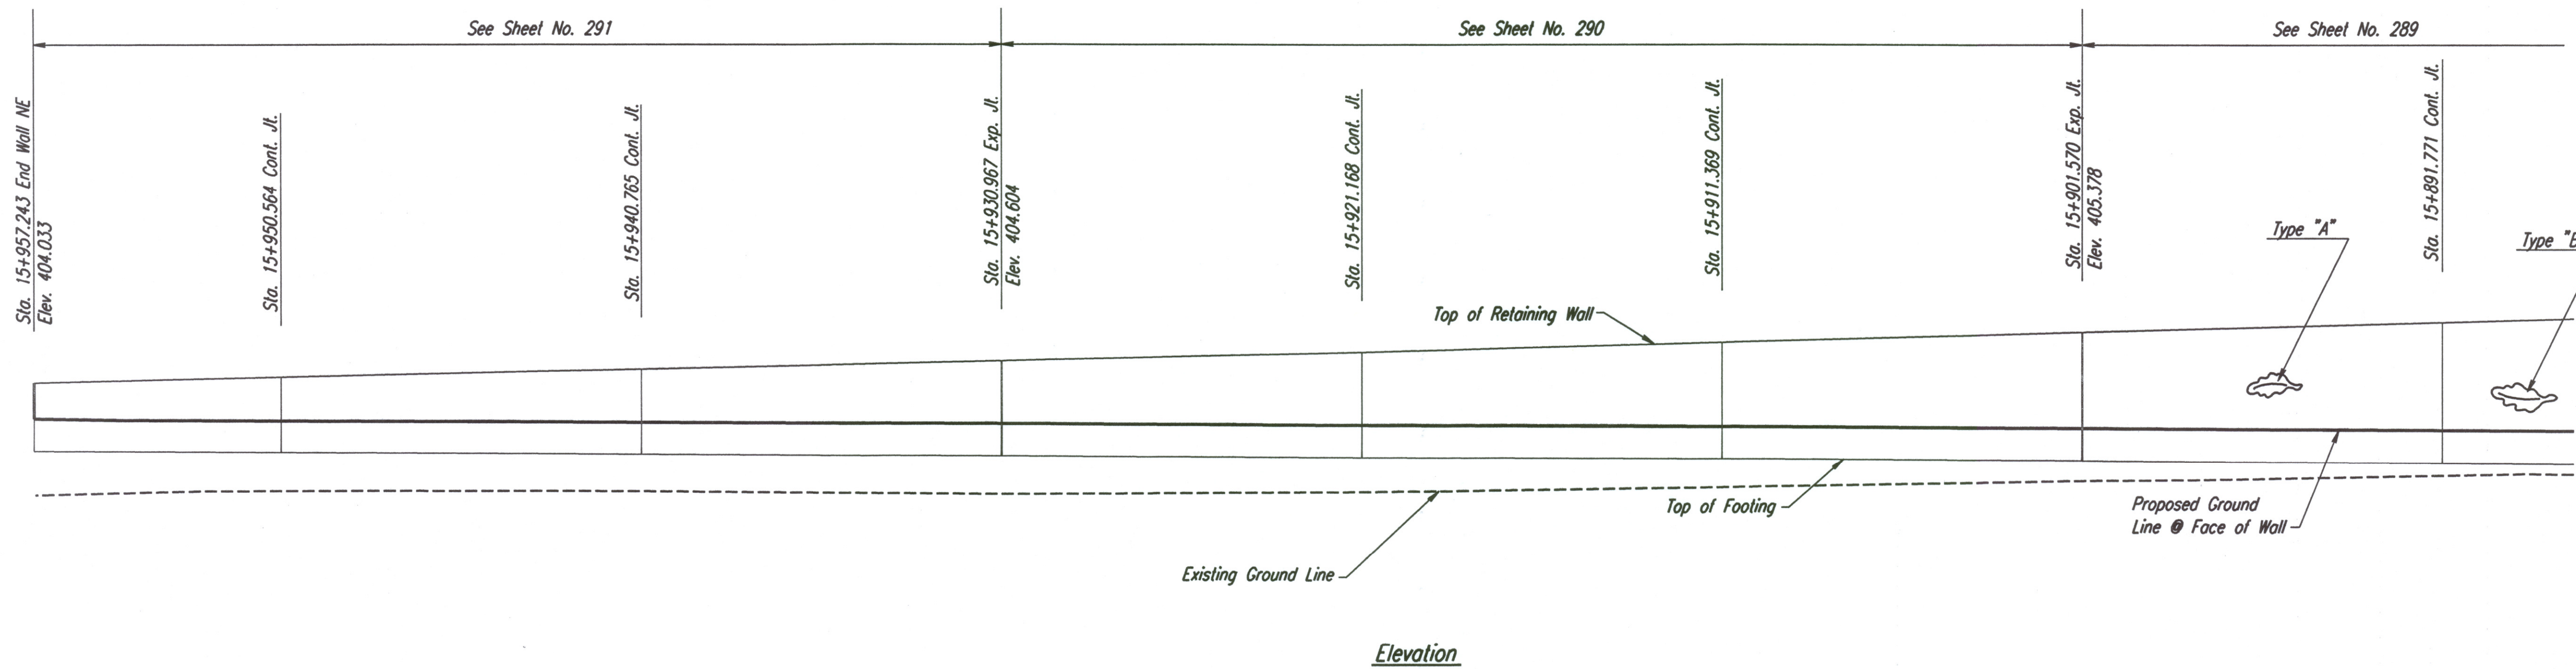 See Sheet No. 291
See Sheet No. 290
See Sheet No. 289
Sta. 15+957.243 End Wall NE
Elev. 404.033
Sta. 15+950.564 Cont. Jt.
Sta. 15+940.765 Cont. Jt.
Sta. 15+930.967 Exp. Jt.
Elev. 404.604
Sta. 15+921.168 Cont. Jt.
Sta. 15+911.369 Cont. Jt.
Sta. 15+901.570 Exp. Jt.
Elev. 405.378
Sta. 15+891.771 Cont. Jt.
Type "A"
Type
Top of Retaining Wall
Top of Footing
Proposed Ground
Line @ Face of Wall
Existing Ground Line
Elevation